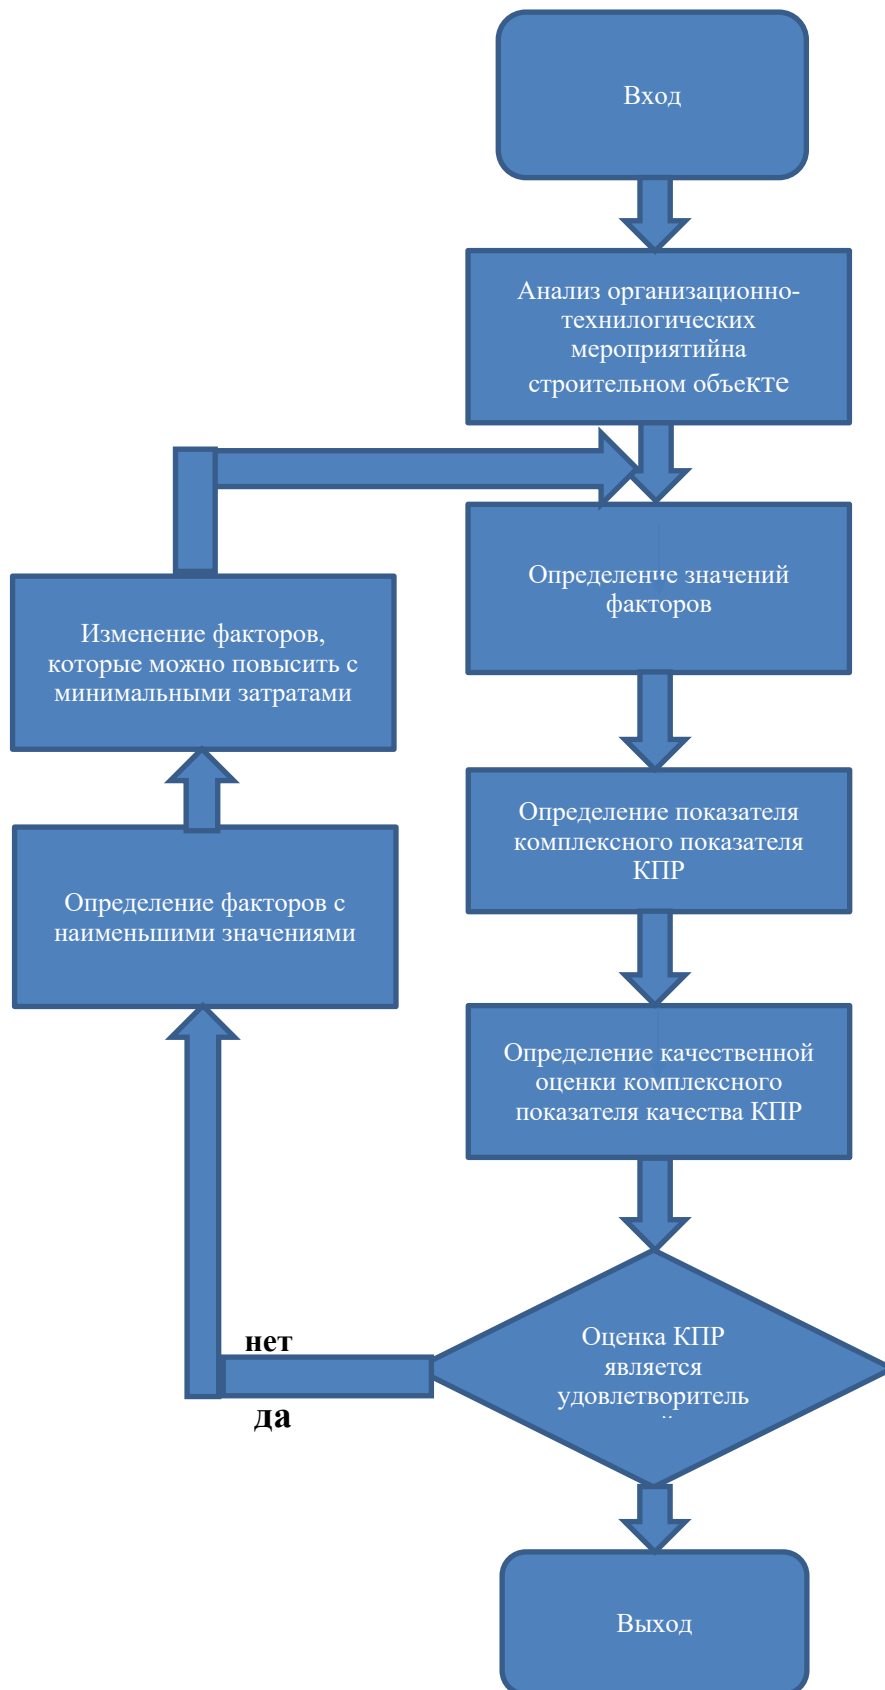 Вход
Анализ организационно-
технилогических
мероприятийна
строительном объекте
Определение значений
факторов
Изменение факторов,
которые можно повысить с
минимальными затратами
Определение показателя
комплексного показателя
КПР
Определение факторов с
наименьшими значениями
Определение качественной
оценки комплексного
показателя качества КПР
Оценка КПР
является
удовлетворитель
нет
да
Выход